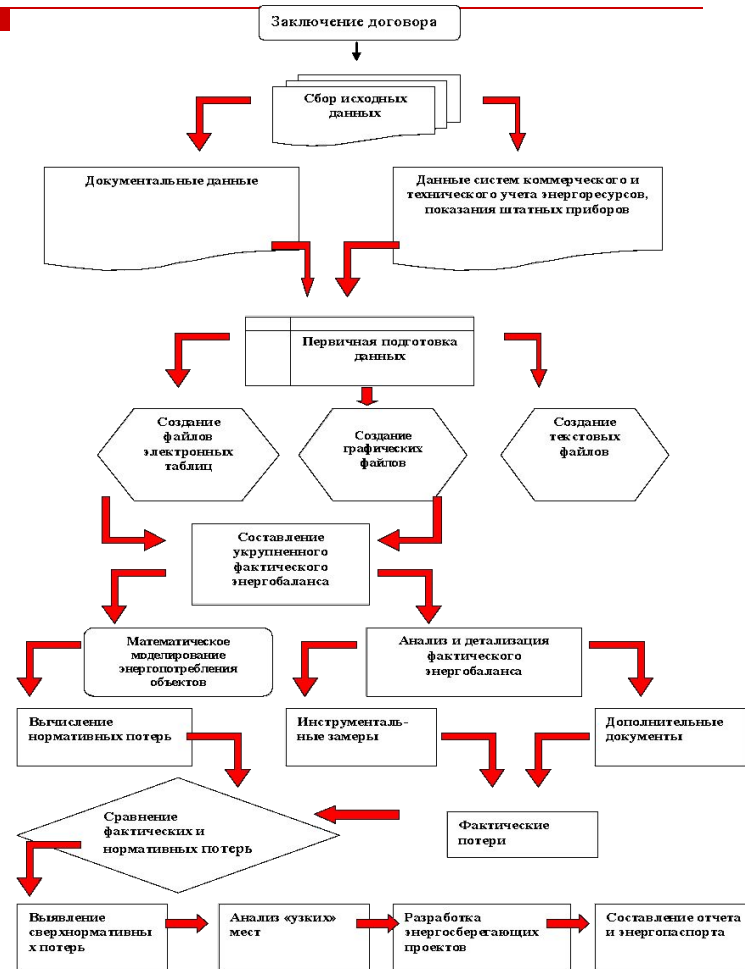 Заключение договора
Сбор исходных
данных
Документальные данные
Данные систем коммерческого и
технического учета энергоресурсов,
показания штатных приборов
Первичная подготовка
данных
Создание
файлов
электронных
таблиц
Создание
графических
файлов
Создание
текстовых
файлов
Составление
укрупненного
фактического
энергобаланса
Математическое
моделирование
энергопотребления
объектов
Анализ и детализация
фактического
энергобаланса
Вычисление
нормативных потерь
Инструменталь-
ные замеры
Дополнительные
документы
Сравнение
фактических и
нормативных потерь
Фактические
потери
Выявление
сверхнормативны
х потерь
Анализ «узких»
мест
Разработка
энергосберегающих
проектов
Составление отчета
и энергопаспорта